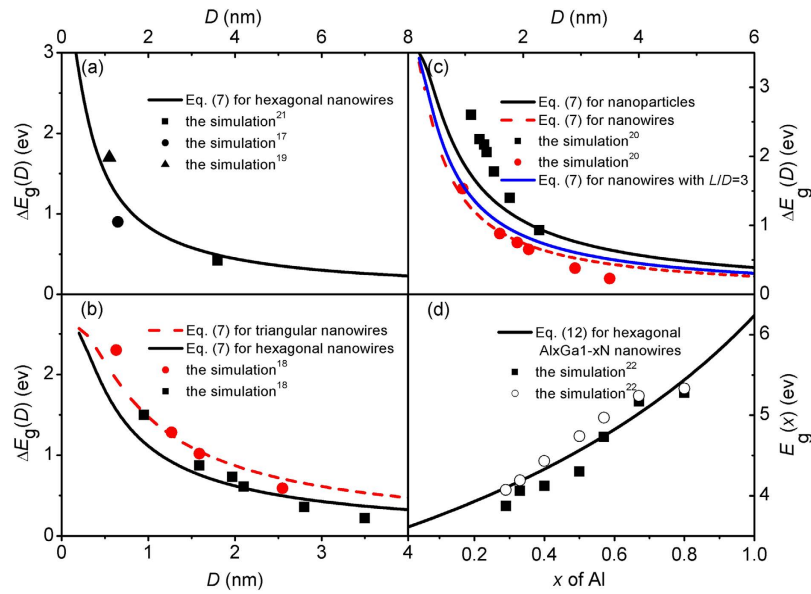 D (nm)
D (nm)
0 2 4 6 8
0 2 4 6
(a)
Eq. (7) for hexagonal nanowires
the simulation21
the simulation17
the simulation19
ΔEg(D) (ev)
3
2
1
0
(c)
Eq. (7) for nanoparticles
Eq. (7) for nanowires
the simulation20
the simulation20
Eq. (7) for nanowires with L/D=3
ΔEg(D) (ev)
3
2
1
0
(b)
Eq. (7) for triangular nanowires
Eq. (7) for hexagonal nanowires
the simulation18
the simulation18
ΔEg(D) (ev)
2
1
0
0 1 2 3 4
D (nm)
(d)
Eq. (12) for hexagonal
AlxGa1-xN nanowires
the simulation22
the simulation22
Eg(x) (ev)
6
5
4
0.2 0.4 0.6 0.8 1.0
x of Al